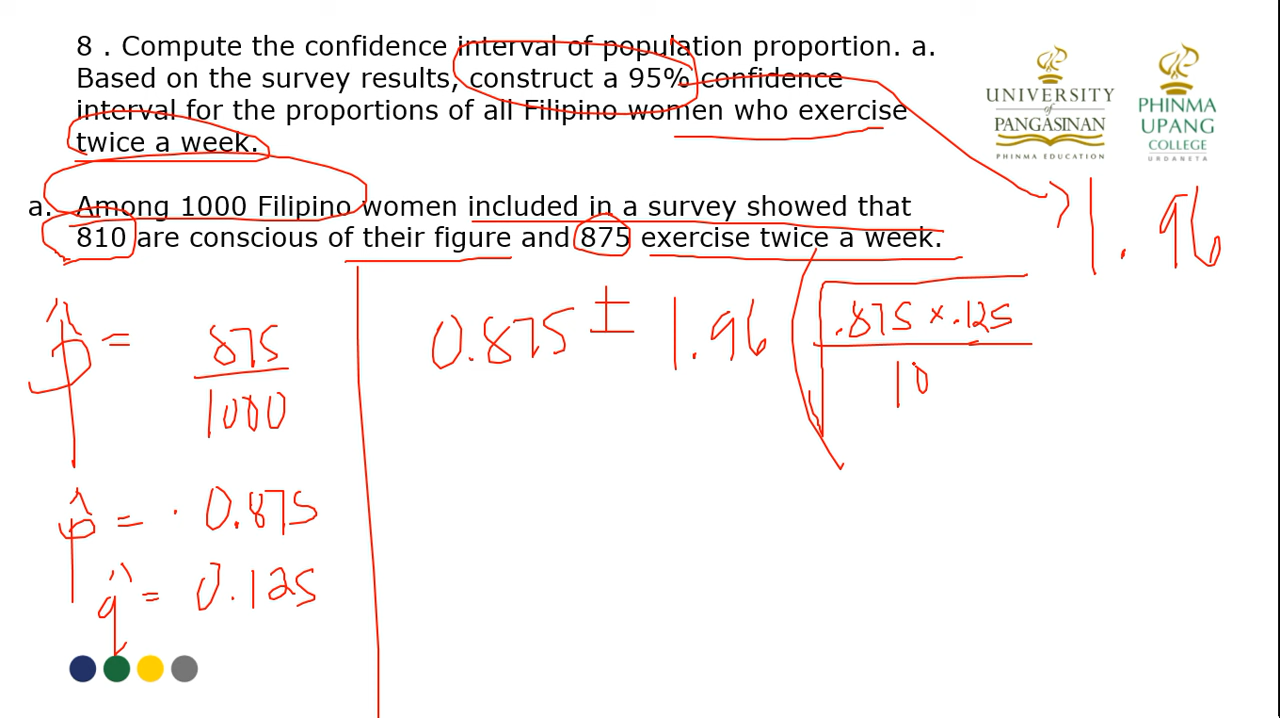 8 . Compute the confidence interval of population proportion. a.
Based on the survey results, construct a 95% confidence
interval for the proportions of all Filipino women who exercise
twice a week.
UNIVERSITY
of
PANGASINAN
PHINMA EDUCATION
PHINMA
UPANG
COLLEGE
URDANETA
a. Among 1000 Filipino women included in a survey showed that
810 are conscious of their figure and 875 exercise twice a week.
1.96
p̂ = 875
1000
0.875 ± 1.96 √ .875 × .125
10
p̂ = 0.875
q̂ = 0.125